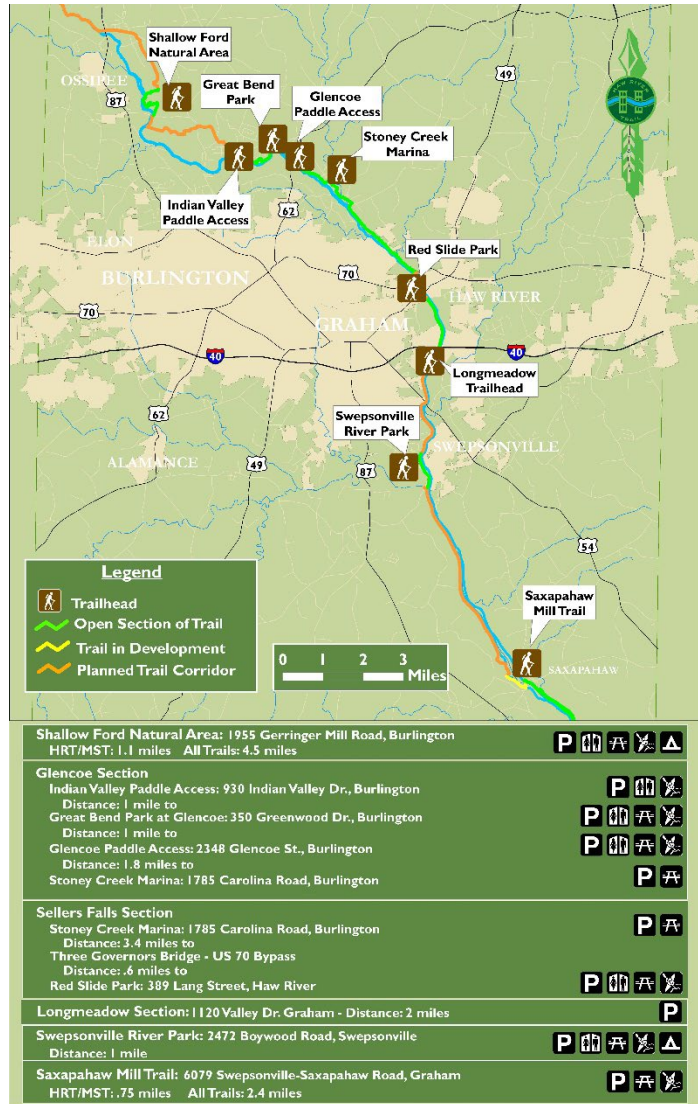 Shallow Ford
Natural Area
OSSIPEE
87
49
Great Bend
Park
Glencoe
Paddle Access
Stoney Creek
Marina
HAW RIVER
TRAIL
Indian Valley
Paddle Access
62
ELON
BURLINGTON
Red Slide Park
70
HAW RIVER
70
GRAHAM
40
40
Longmeadow
Trailhead
62
Swepsonville
River Park
SWEPSONVILLE
ALAMANCE
49
87
54
Legend
Trailhead
Open Section of Trail
Trail in Development
Planned Trail Corridor
0 1 2 3
Miles
Saxapahaw
Mill Trail
SAXAPAHAW
Shallow Ford Natural Area: 1955 Gerringer Mill Road, Burlington
HRT/MST: 1.1 miles All Trails: 4.5 miles
P
Glencoe Section
Indian Valley Paddle Access: 930 Indian Valley Dr., Burlington
P
Distance: 1 mile to
Great Bend Park at Glencoe: 350 Greenwood Dr., Burlington
P
Distance: 1 mile to
Glencoe Paddle Access: 2348 Glencoe St., Burlington
P
Distance: 1.8 miles to
Stoney Creek Marina: 1785 Carolina Road, Burlington
P
Sellers Falls Section
Stoney Creek Marina: 1785 Carolina Road, Burlington
P
Distance: 3.4 miles to
Three Governors Bridge - US 70 Bypass
Distance: .6 miles to
Red Slide Park: 389 Lang Street, Haw River
P
Longmeadow Section: 1120 Valley Dr. Graham - Distance: 2 miles
P
Swepsonville River Park: 2472 Boywood Road, Swepsonville
P
Distance: 1 mile
Saxapahaw Mill Trail: 6079 Swepsonville-Saxapahaw Road, Graham
P
HRT/MST: .75 miles All Trails: 2.4 miles